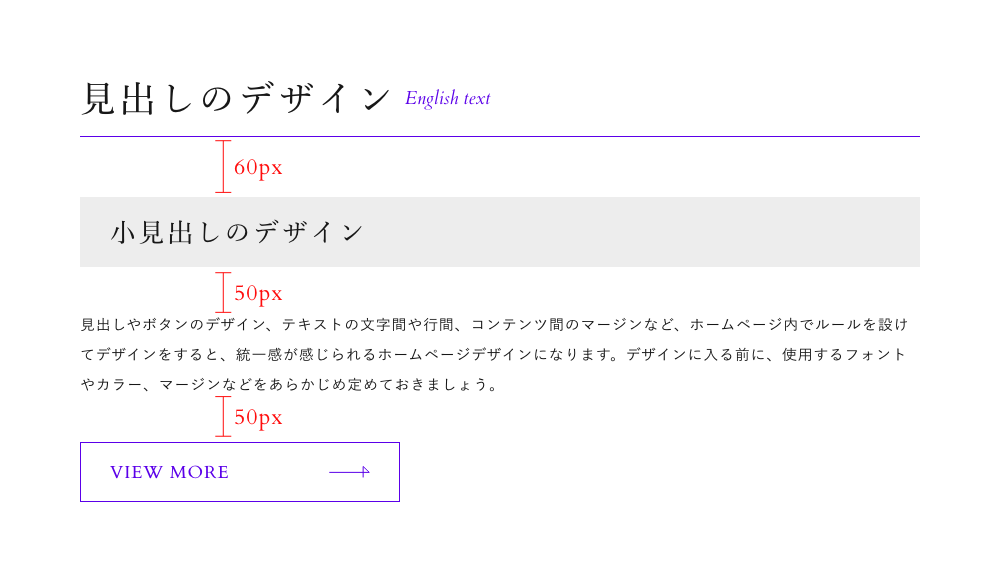 見出しのデザイン English text
60px
小見出しのデザイン
50px
見出しやボタンのデザイン、テキストの文字間や行間、コンテンツ間のマージンなど、ホームページ内でルールを設け
てデザインをすると、統一感が感じられるホームページデザインになります。デザインに入る前に、使用するフォント
やカラー、マージンなどをあらかじめ定めておきましょう。
50px
VIEW MORE